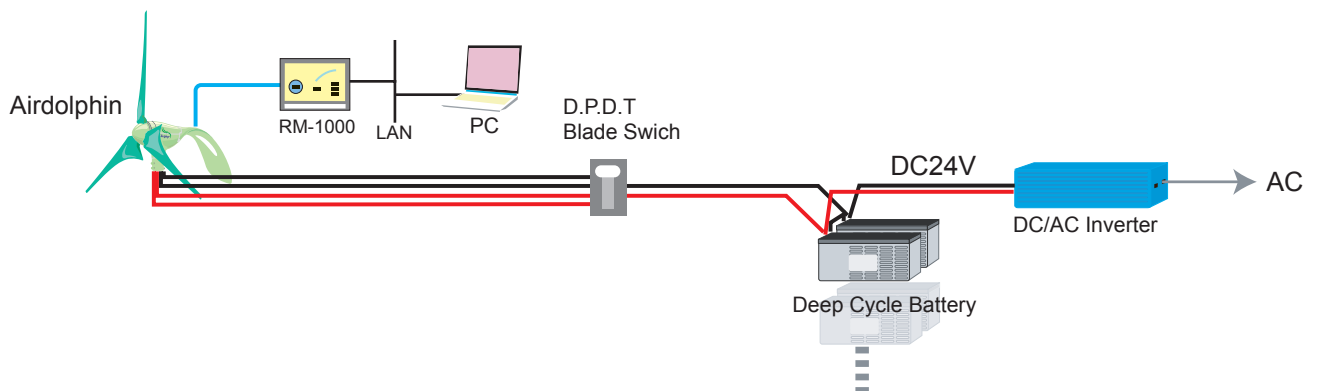 Airdolphin
RM-1000
LAN
PC
D.P.D.T
Blade Swich
DC24V
DC/AC Inverter
AC
Deep Cycle Battery